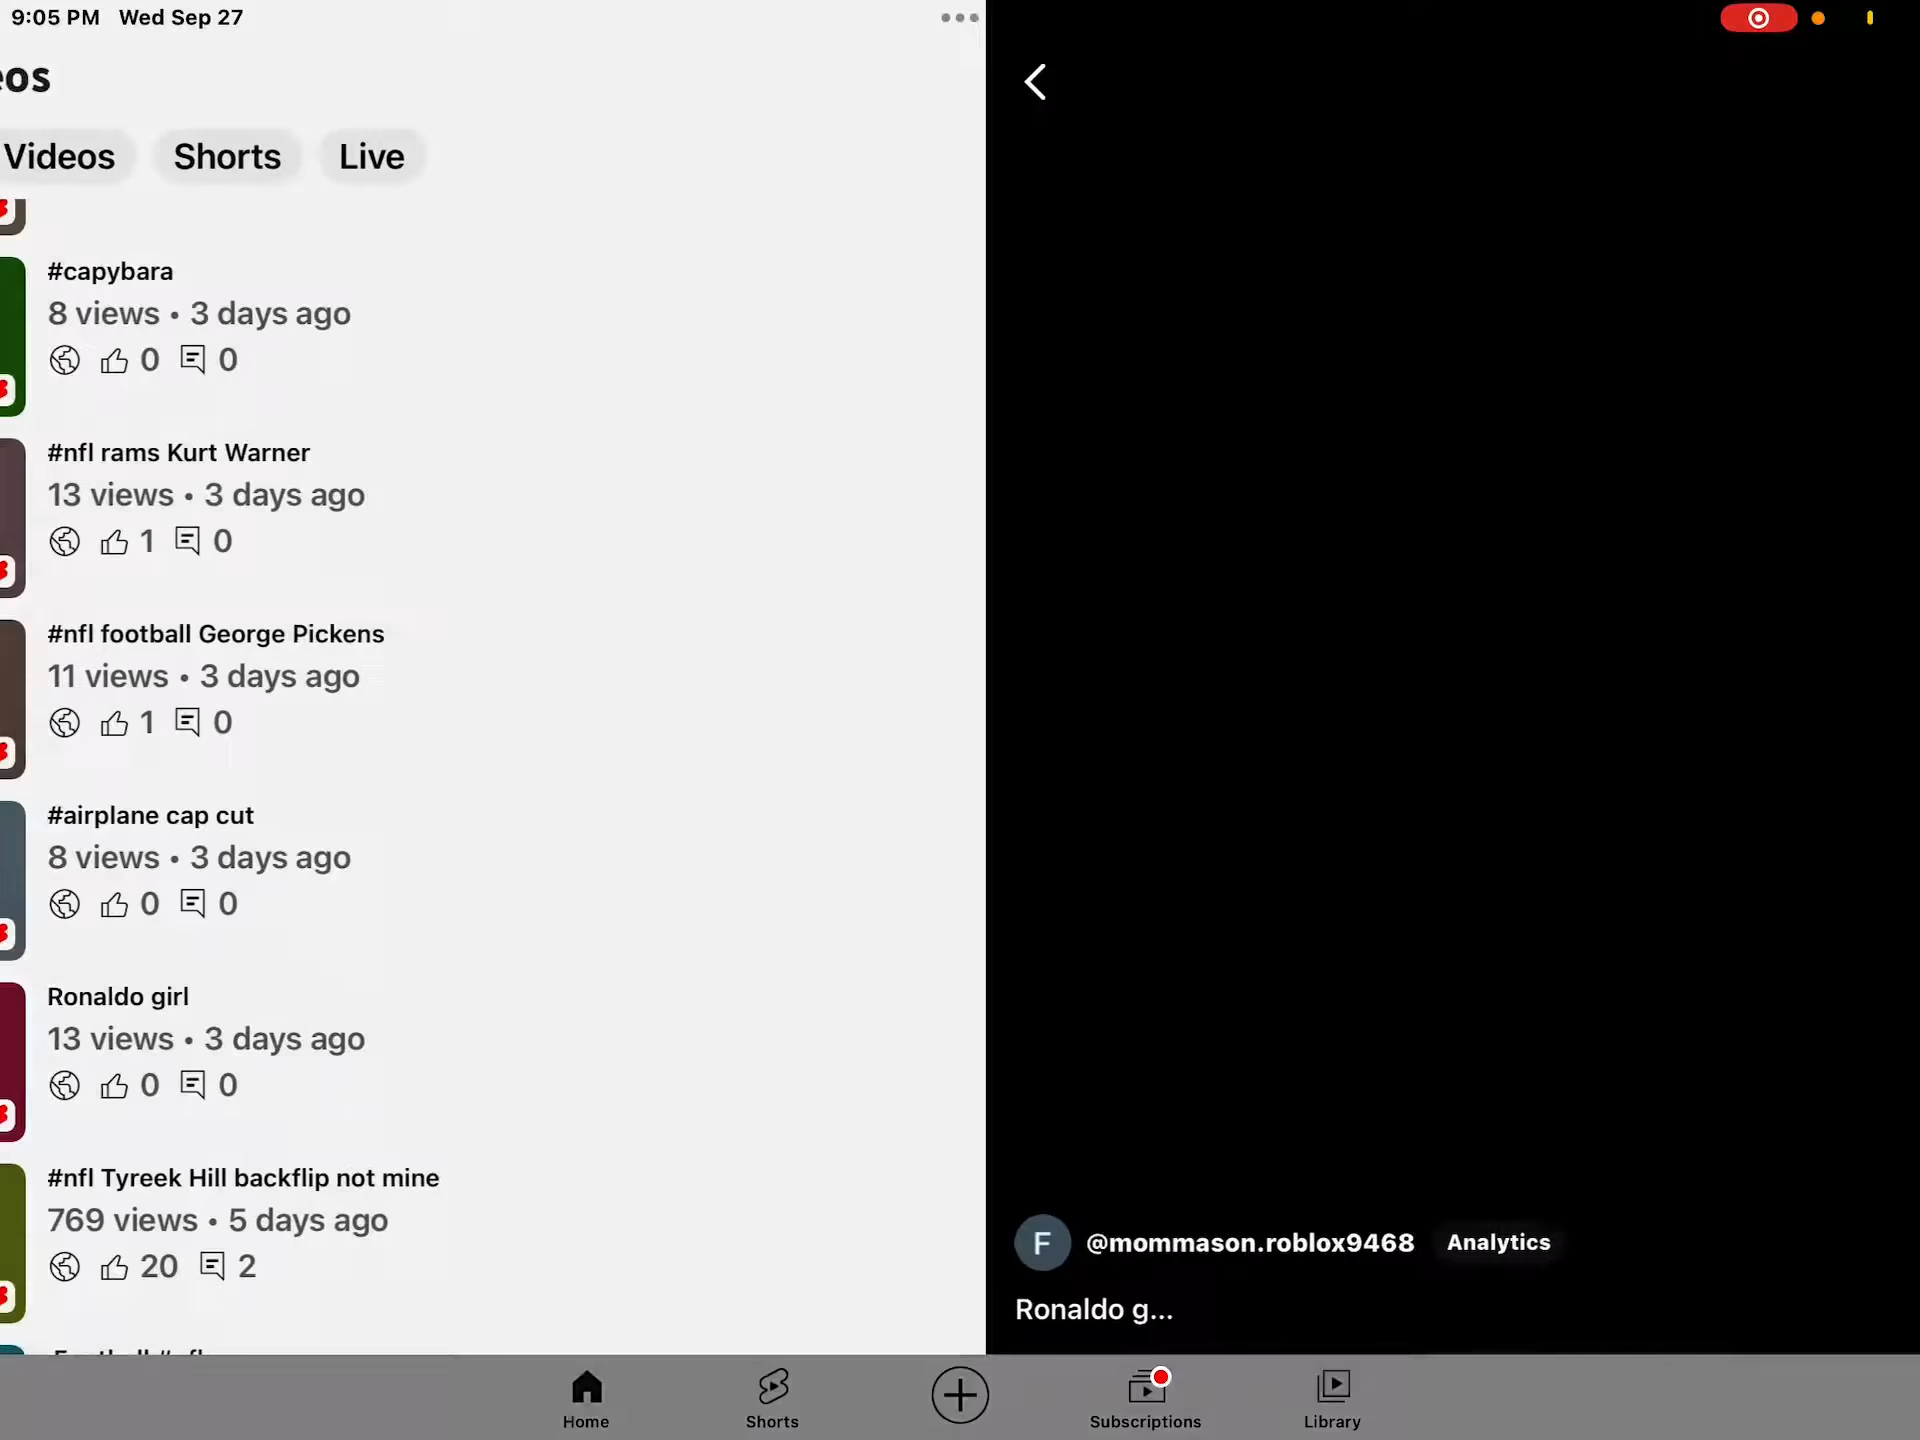 9:05 PM Wed Sep 27
eos
Videos Shorts Live
#capybara
8 views • 3 days ago
0 0
#nfl rams Kurt Warner
13 views • 3 days ago
1 0
#nfl football George Pickens
11 views • 3 days ago
1 0
#airplane cap cut
8 views • 3 days ago
0 0
Ronaldo girl
13 views • 3 days ago
0 0
#nfl Tyreek Hill backflip not mine
769 views • 5 days ago
20 2
F @mommason.roblox9468 Analytics
Ronaldo g...
Home Shorts Subscriptions Library